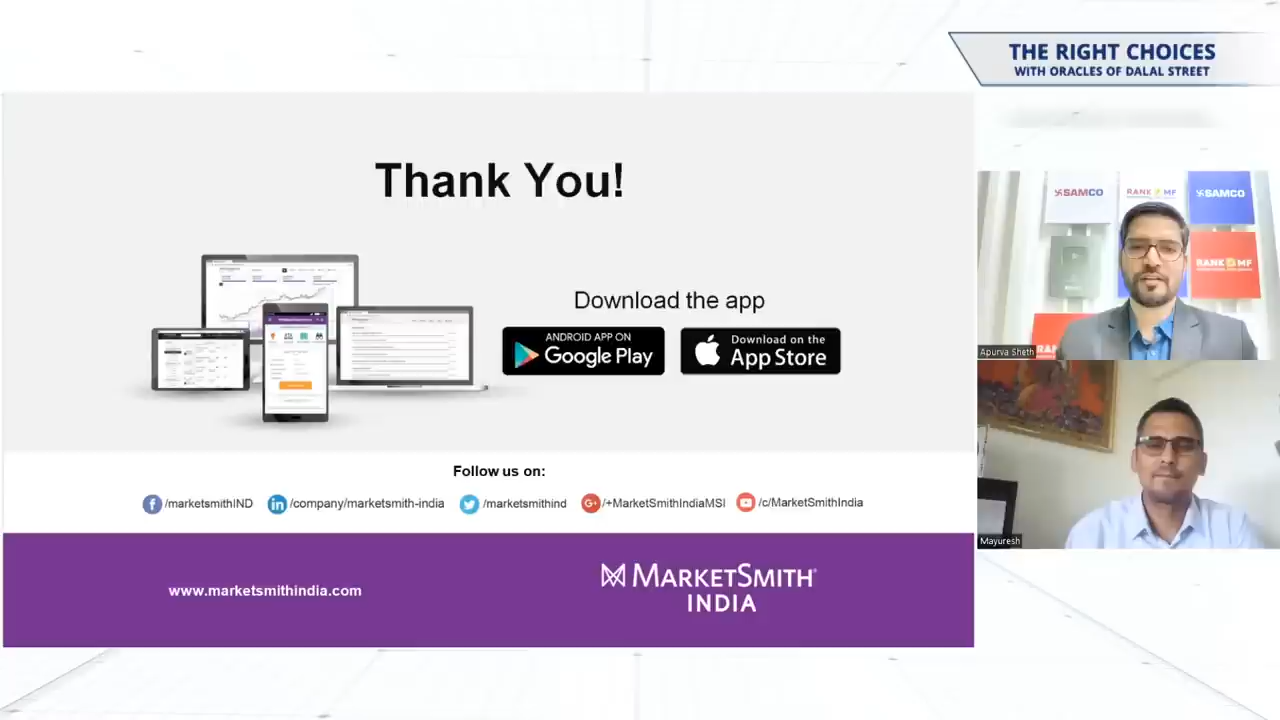 THE RIGHT CHOICES
WITH ORACLES OF DALAL STREET
Thank You!
Download the app
ANDROID APP ON
Google Play
Download on the
App Store
Follow us on:
/marketsmithIND
/company/marketsmith-india
/marketsmithind
/+MarketSmithIndiaMSI
/c/MarketSmithIndia
www.marketsmithindia.com
MARKETSMITH
INDIA
SAMCO
RANK MF
SAMCO
RANK MF
Apurva Sheth
Mayuresh